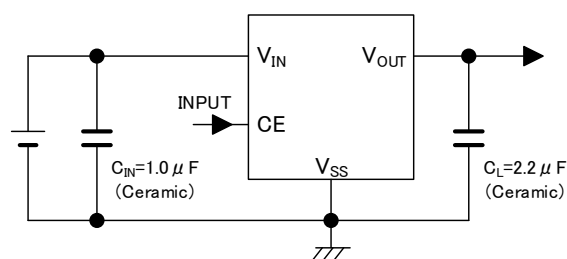 V_IN
V_OUT
INPUT
CE
V_SS
C_IN=1.0μF
(Ceramic)
C_L=2.2μF
(Ceramic)